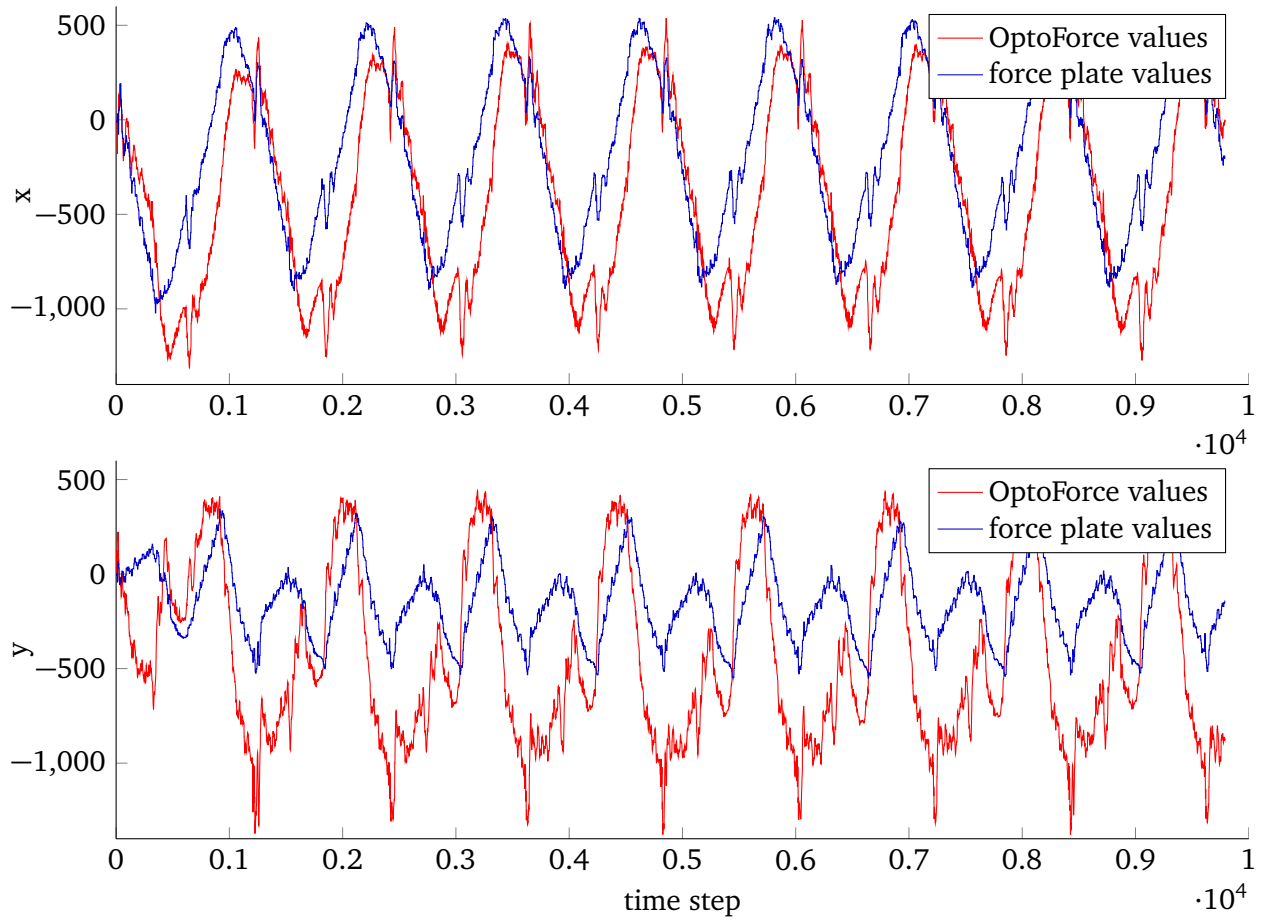 500
0
−500
−1,000
x
OptoForce values
force plate values
0 0.1 0.2 0.3 0.4 0.5 0.6 0.7 0.8 0.9 1
·10⁴
500
0
−500
−1,000
y
OptoForce values
force plate values
0 0.1 0.2 0.3 0.4 0.5 0.6 0.7 0.8 0.9 1
time step
·10⁴